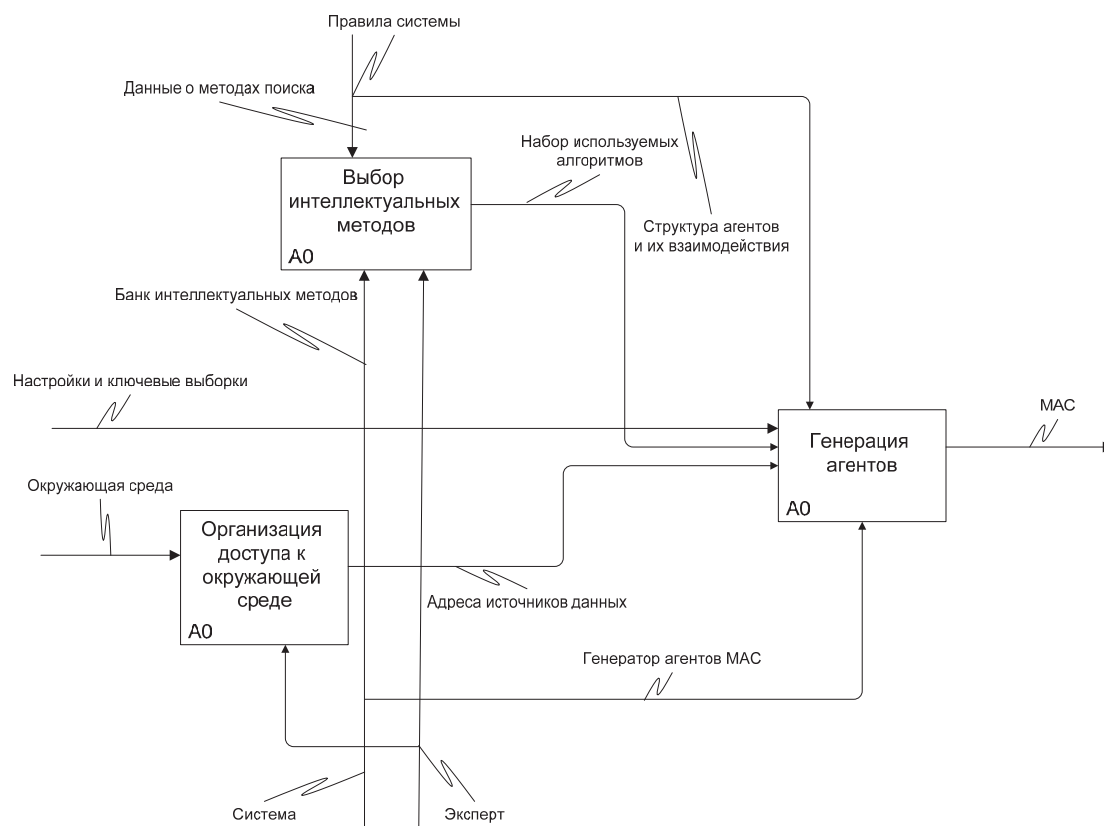 Правила системы
Данные о методах поиска
Набор используемых
алгоритмов
Выбор
интеллектуальных
методов
A0
Структура агентов
и их взаимодействия
Банк интеллектуальных методов
Настройки и ключевые выборки
МАС
Генерация
агентов
A0
Окружающая среда
Организация
доступа к
окружающей
среде
A0
Адреса источников данных
Генератор агентов МАС
Система
Эксперт